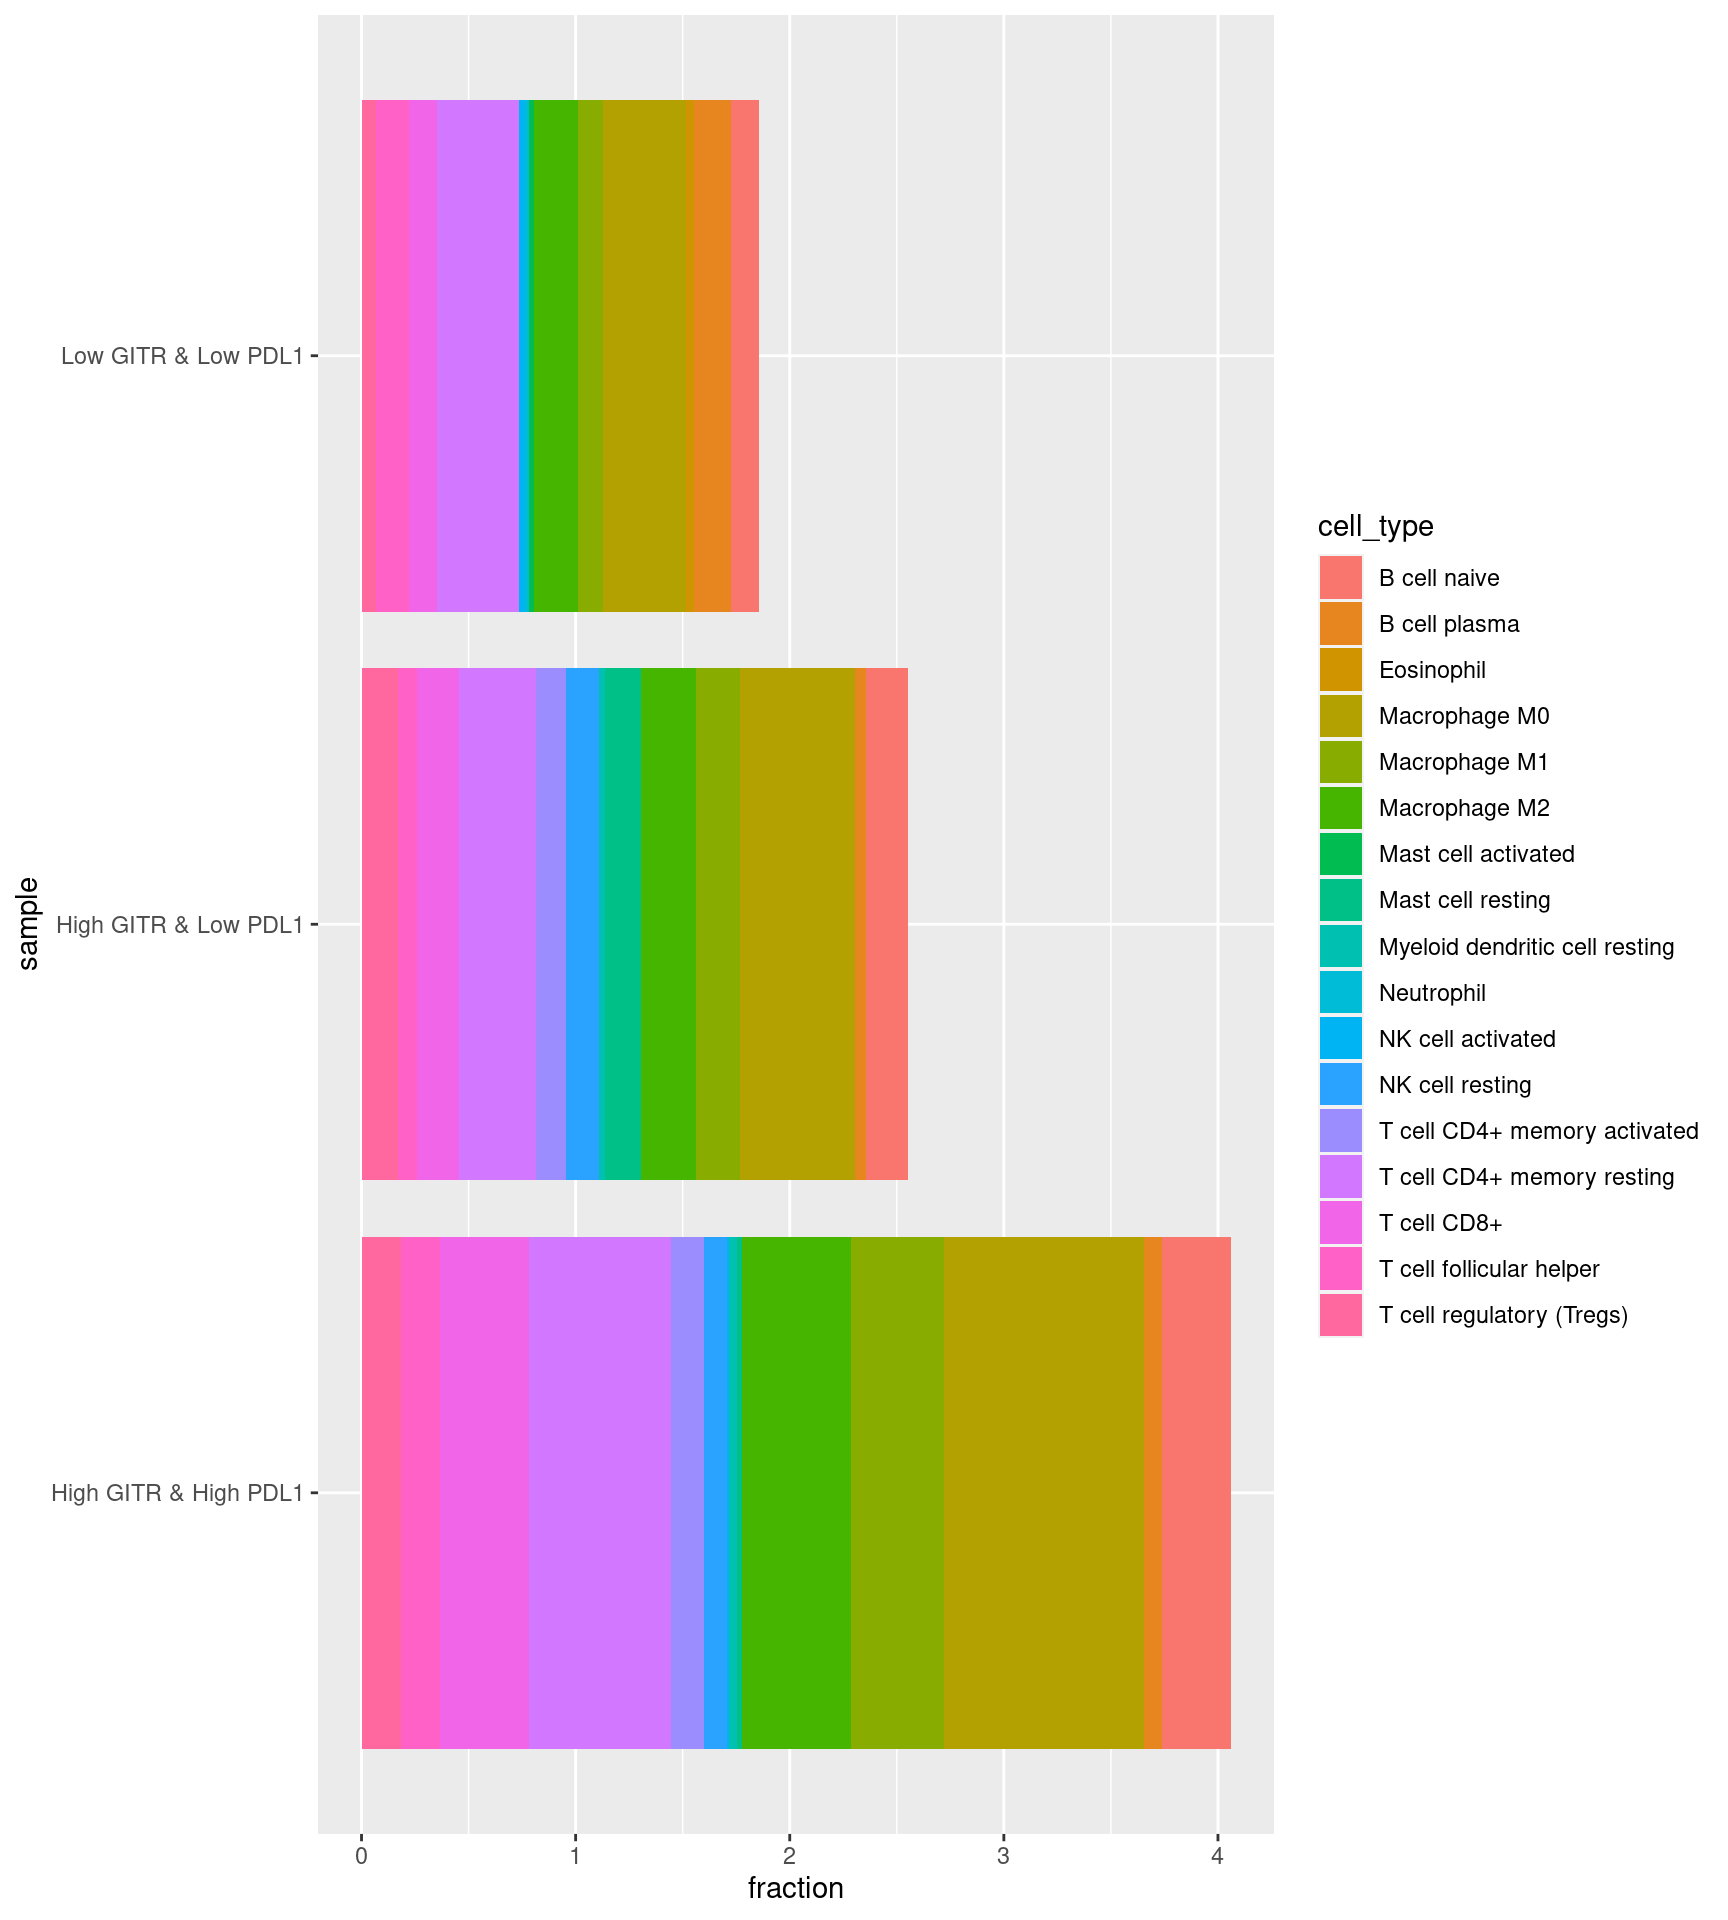 Low GITR & Low PDL1
High GITR & Low PDL1
High GITR & High PDL1
sample
0 1 2 3 4
fraction
cell_type
B cell naive
B cell plasma
Eosinophil
Macrophage M0
Macrophage M1
Macrophage M2
Mast cell activated
Mast cell resting
Myeloid dendritic cell resting
Neutrophil
NK cell activated
NK cell resting
T cell CD4+ memory activated
T cell CD4+ memory resting
T cell CD8+
T cell follicular helper
T cell regulatory (Tregs)